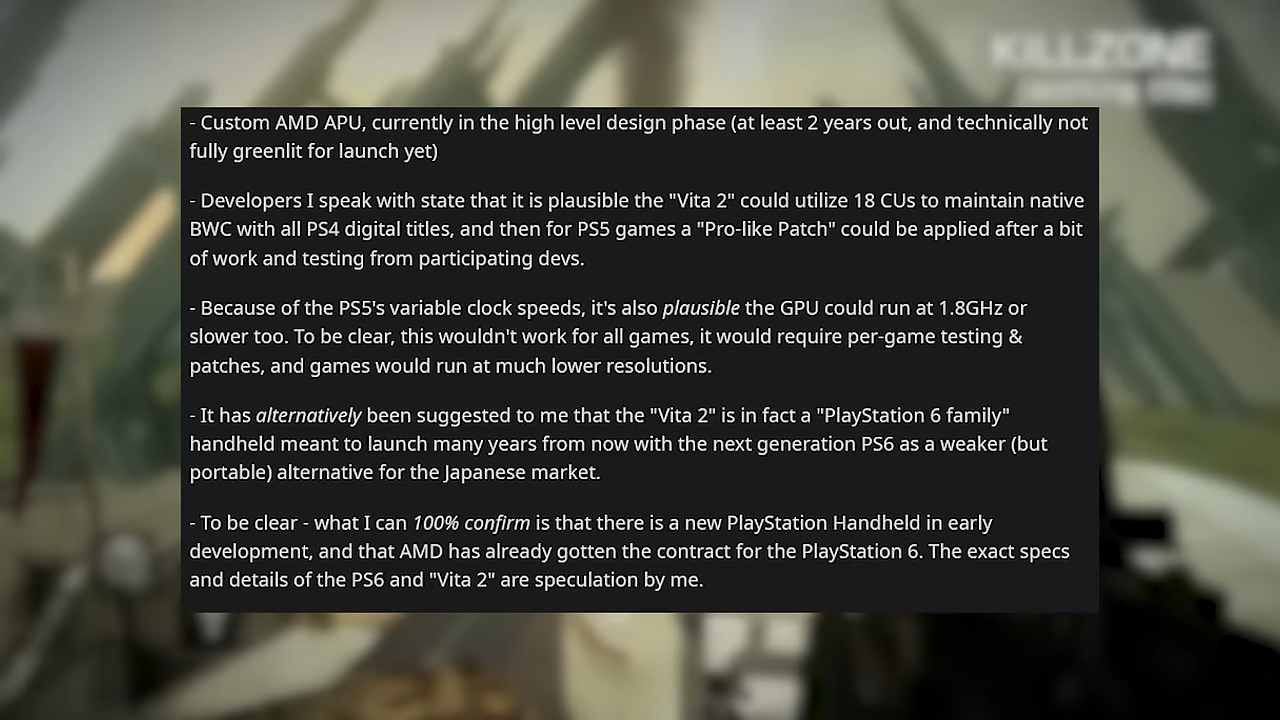 KILLZONE
- Custom AMD APU, currently in the high level design phase (at least 2 years out, and technically not
fully greenlit for launch yet)
- Developers I speak with state that it is plausible the "Vita 2" could utilize 18 CUs to maintain native
BWC with all PS4 digital titles, and then for PS5 games a "Pro-like Patch" could be applied after a bit
of work and testing from participating devs.
- Because of the PS5's variable clock speeds, it's also plausible the GPU could run at 1.8GHz or
slower too. To be clear, this wouldn't work for all games, it would require per-game testing &
patches, and games would run at much lower resolutions.
- It has alternatively been suggested to me that the "Vita 2" is in fact a "PlayStation 6 family"
handheld meant to launch many years from now with the next generation PS6 as a weaker (but
portable) alternative for the Japanese market.
- To be clear - what I can 100% confirm is that there is a new PlayStation Handheld in early
development, and that AMD has already gotten the contract for the PlayStation 6. The exact specs
and details of the PS6 and "Vita 2" are speculation by me.